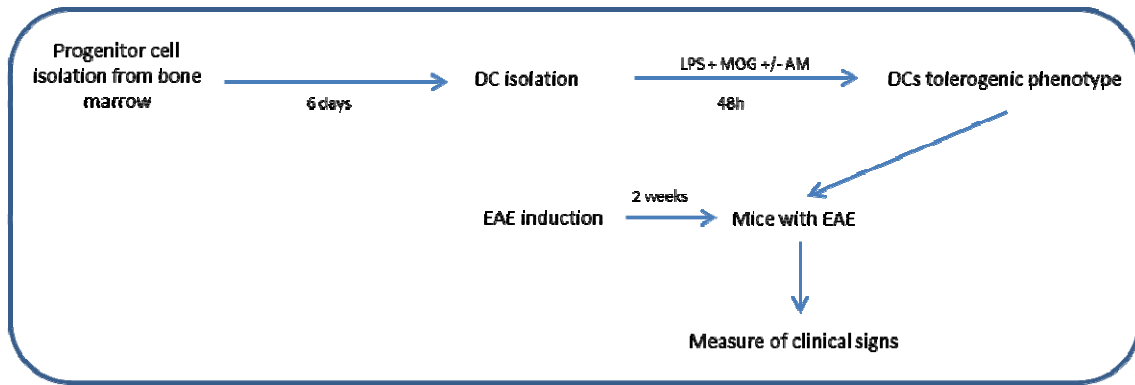 Progenitor cell
isolation from bone
marrow
6 days
DC isolation
LPS + MOG +/- AM
48h
DCs tolerogenic phenotype
EAE induction
2 weeks
Mice with EAE
Measure of clinical signs